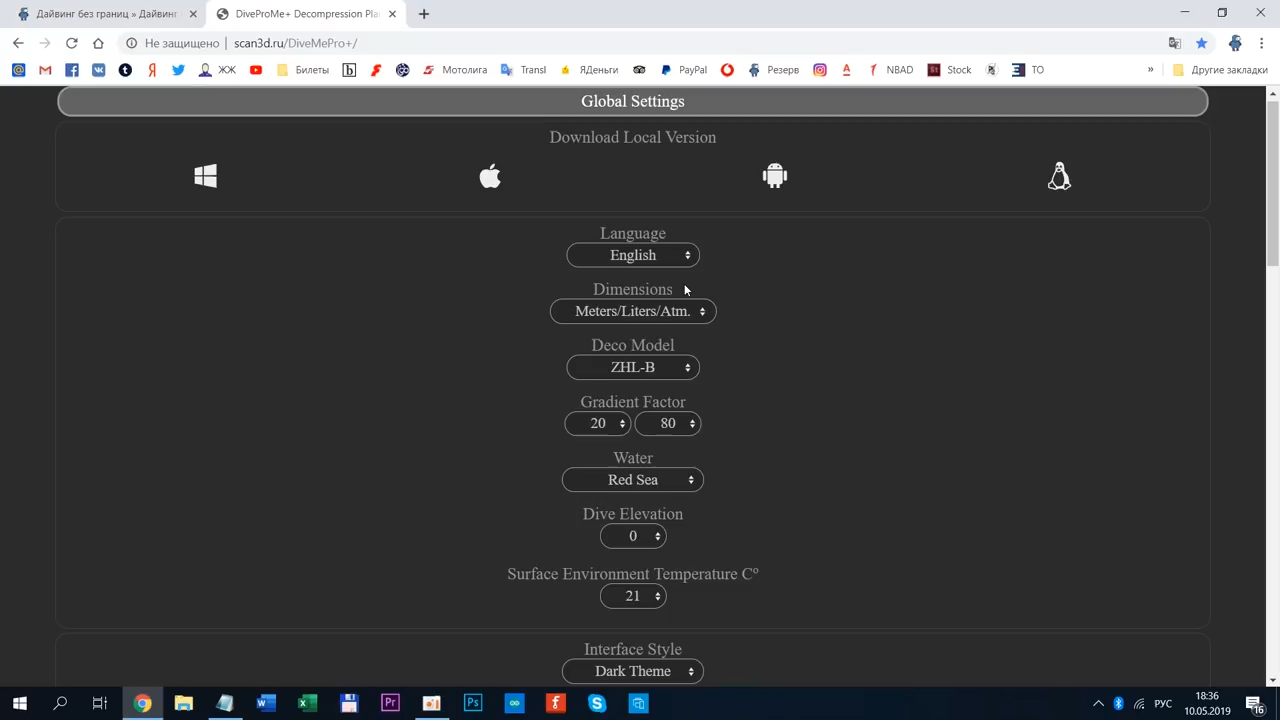 Дайвинг без границ » Дайвинг
DiveProMe+ Decompression Pla
Не защищено
scan3d.ru/DiveMePro+/
ЖЖ
Билеты
Мотолига
Transl
ЯДеньги
PayPal
Резерв
NBAD
Stock
ТО
»
Другие закладки
Global Settings
Download Local Version
Language
English
Dimensions
Meters/Liters/Atm.
Deco Model
ZHL-B
Gradient Factor
20 80
Water
Red Sea
Dive Elevation
0
Surface Environment Temperature C°
21
Interface Style
Dark Theme
РУС
18:36
10.05.2019
16